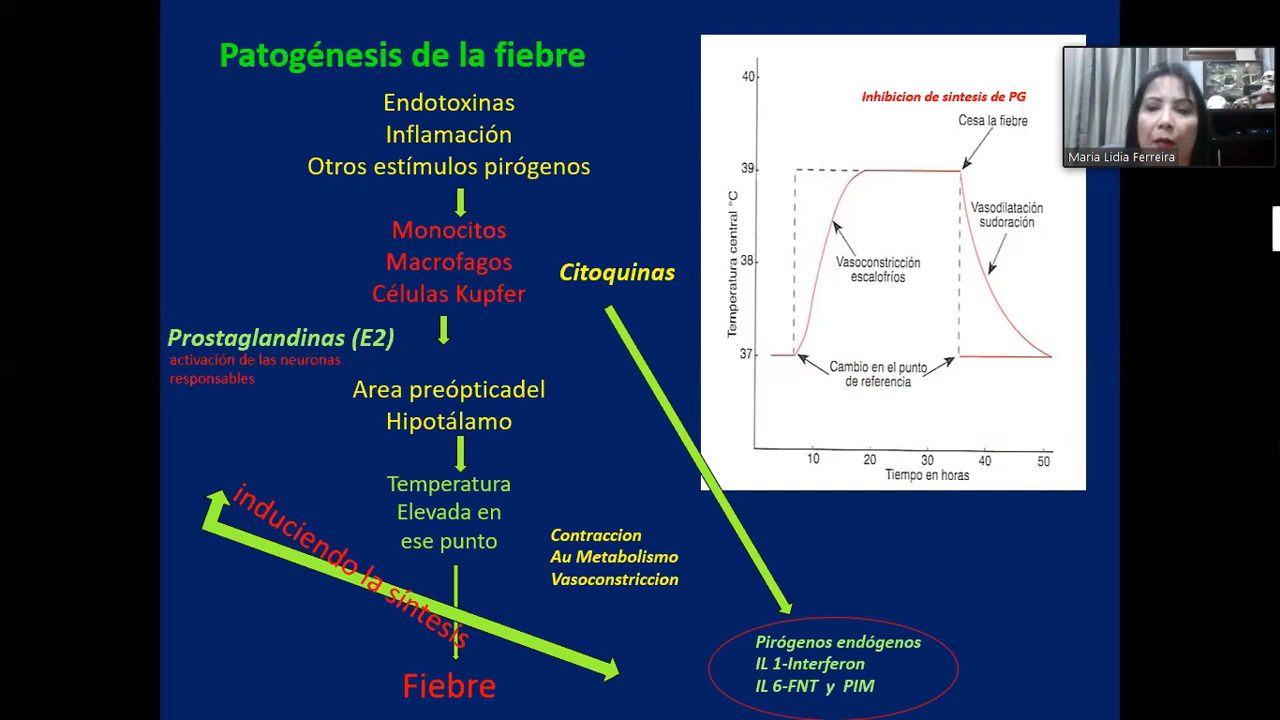 Patogénesis de la fiebre
Endotoxinas
Inflamación
Otros estímulos pirógenos
Monocitos
Macrofagos
Células Kupfer
Citoquinas
Prostaglandinas (E2)
activación de las neuronas
responsables
Area preópticadel
Hipotálamo
Temperatura
Elevada en
ese punto
induciendo la síntesis
Contraccion
Au Metabolismo
Vasoconstriccion
Fiebre
Pirógenos endógenos
IL 1-Interferon
IL 6-FNT y PIM
Inhibicion de sintesis de PG
Cesa la fiebre
Vasodilatación
sudoración
Vasoconstricción
escalofríos
Cambio en el punto
de referencia
Temperatura central °C
40
39
38
37
10 20 30 40 50
Tiempo en horas
Maria Lidia Ferreira